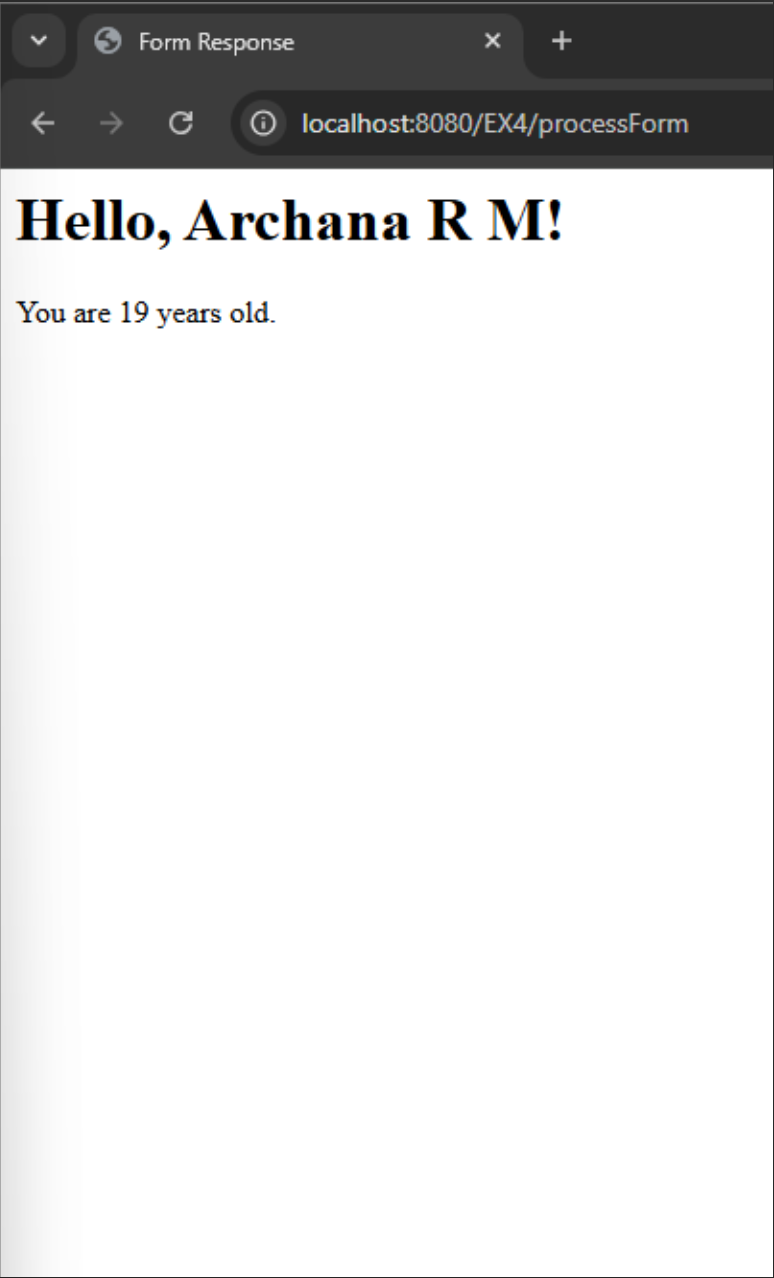 Form Response
localhost:8080/EX4/processForm
Hello, Archana R M!
You are 19 years old.